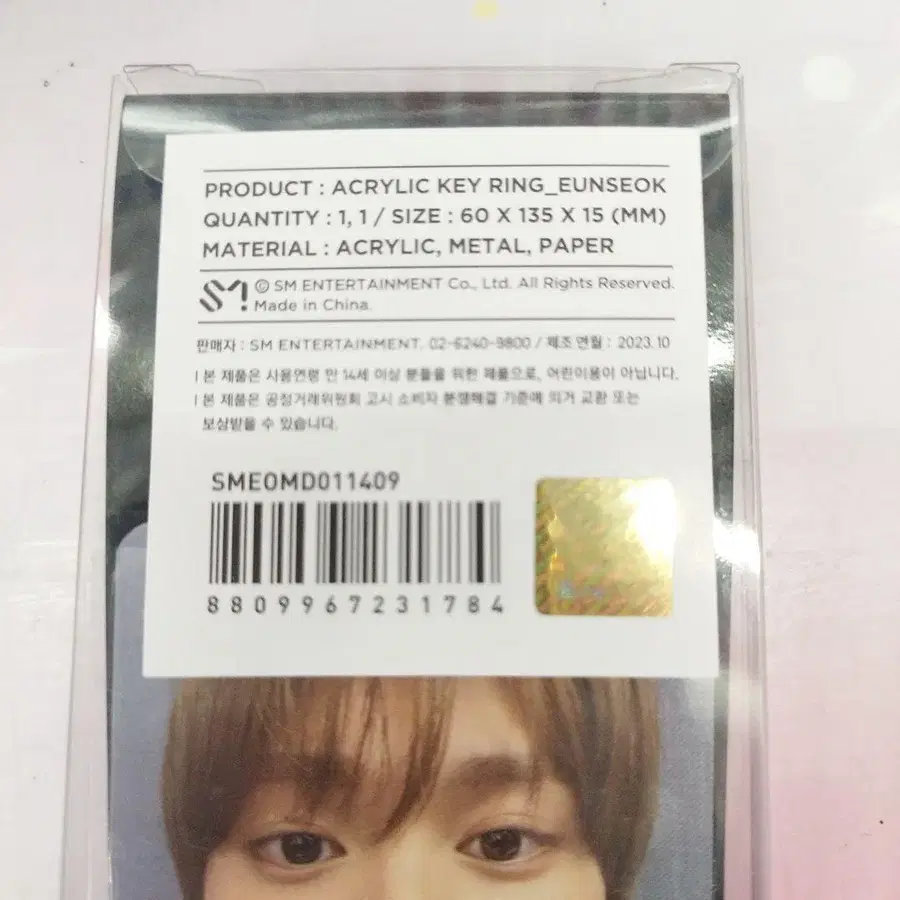 PRODUCT : ACRYLIC KEY RING_EUNSEOK
QUANTITY : 1, 1 / SIZE : 60 X 135 X 15 (MM)
MATERIAL : ACRYLIC, METAL, PAPER
SM! © SM ENTERTAINMENT Co., Ltd. All Rights Reserved.
Made in China.
판매자 : SM ENTERTAINMENT. 02-6240-9800 / 제조 연월 : 2023.10
| 본 제품은 사용연령 만 14세 이상 분들을 위한 제품으로, 어린이용이 아닙니다.
| 본 제품은 공정거래위원회 고시 소비자 분쟁해결 기준에 의거 교환 또는
보상받을 수 있습니다.
SMEOMD011409
8809967231784